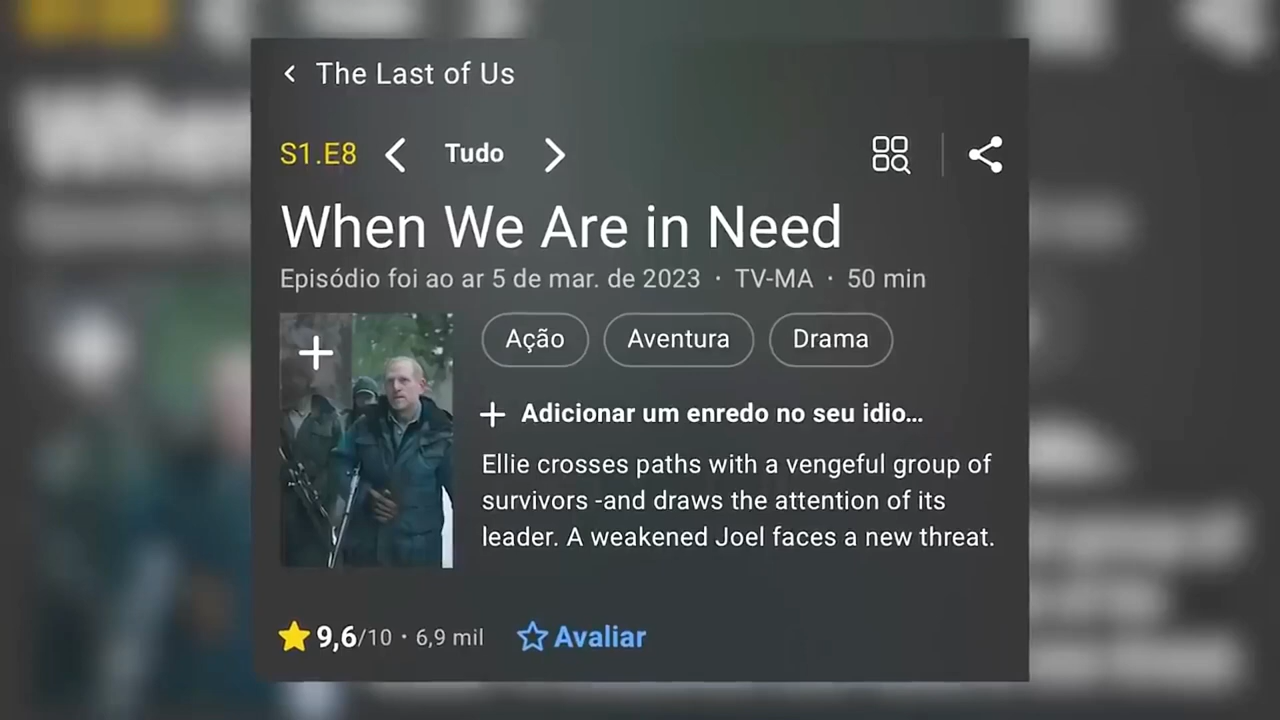 The Last of Us
S1.E8 Tudo
When We Are in Need
Episódio foi ao ar 5 de mar. de 2023 · TV-MA · 50 min
Ação Aventura Drama
Adicionar um enredo no seu idio...
Ellie crosses paths with a vengeful group of
survivors -and draws the attention of its
leader. A weakened Joel faces a new threat.
9,6/10 · 6,9 mil Avaliar